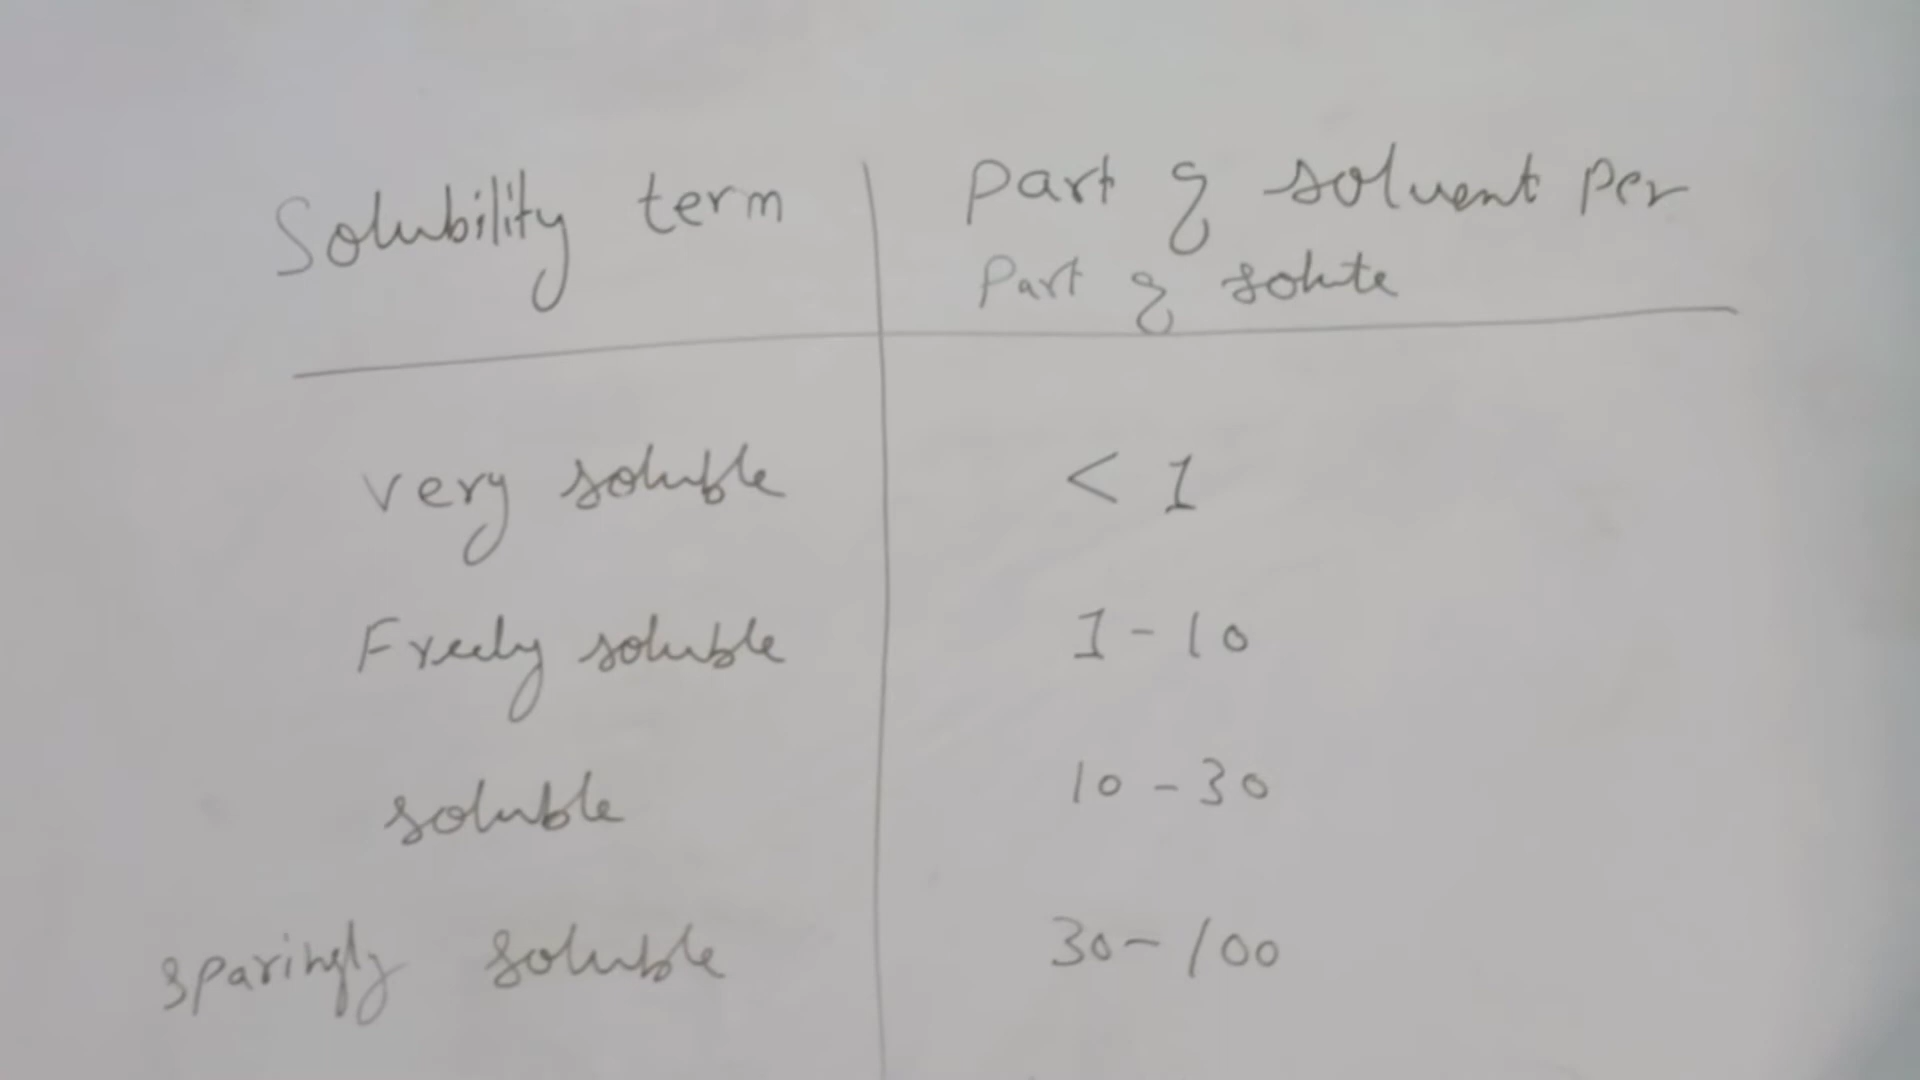 Solubility term
Part of solvent per
Part of solute
very soluble
< 1
Freely soluble
1 - 10
soluble
10 - 30
sparingly soluble
30 - 100